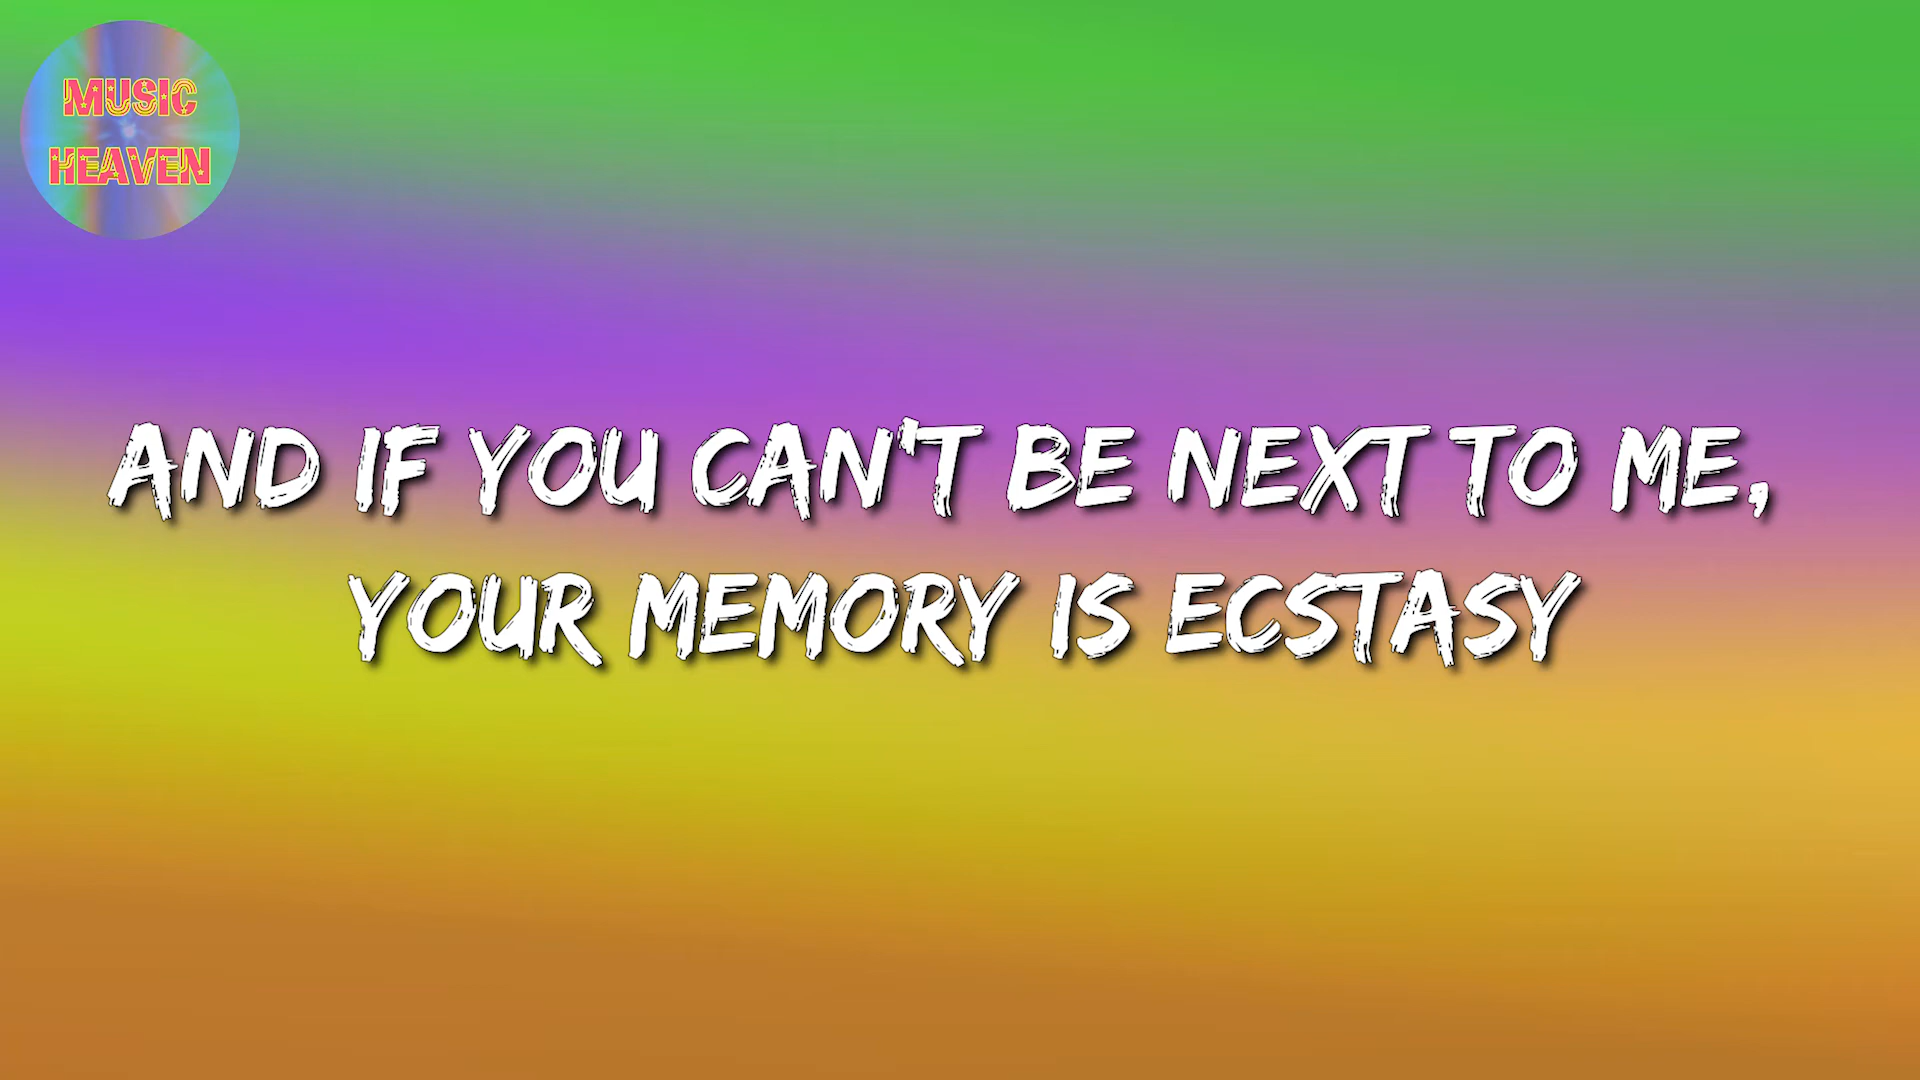 MUSIC
HEAVEN
AND IF YOU CAN'T BE NEXT TO ME,
YOUR MEMORY IS ECSTASY